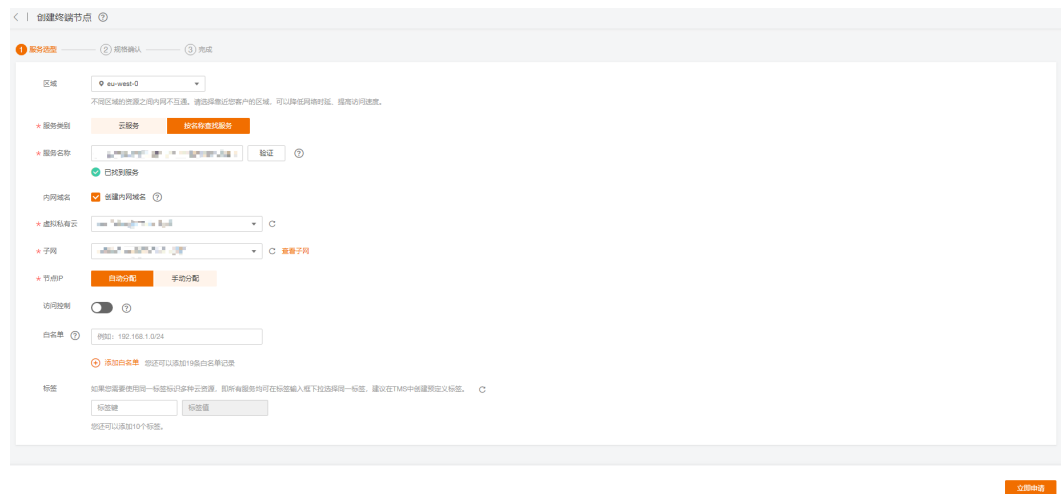 创建终端节点
1 服务选型 2 规格确认 3 完成
区域 eu-west-0
不同区域的资源之间内网不互通。请选择靠近您客户的区域，可以降低网络时延，提高访问速度。
* 服务类别 云服务 按名称查找服务
* 服务名称 验证
已找到服务
内网域名 创建内网域名
* 虚拟私有云
* 子网 查看子网
* 节点IP 自动分配 手动分配
访问控制
白名单 例如：192.168.1.0/24
添加白名单 您还可以添加19条白名单记录
标签 如果您需要使用同一标签标识多种云资源，即所有服务均可在标签输入框下拉选择同一标签，建议在TMS中创建预定义标签。
标签键 标签值
您还可以添加10个标签。
立即申请